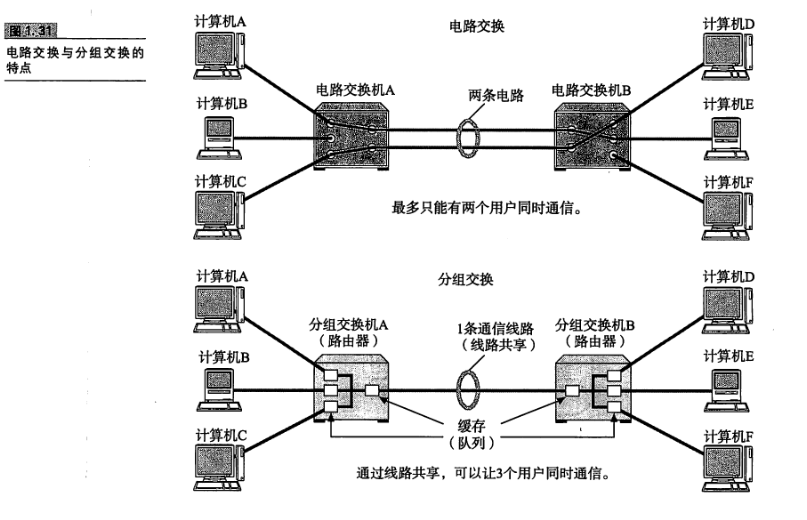 图1.31
电路交换与分组交换的
特点
电路交换
计算机A
计算机D
电路交换机A
两条电路
电路交换机B
计算机B
计算机E
计算机C
计算机F
最多只能有两个用户同时通信。
分组交换
计算机A
计算机D
分组交换机A
（路由器）
1条通信线路
（线路共享）
分组交换机B
（路由器）
计算机B
计算机E
缓存
（队列）
计算机C
计算机F
通过线路共享，可以让3个用户同时通信。